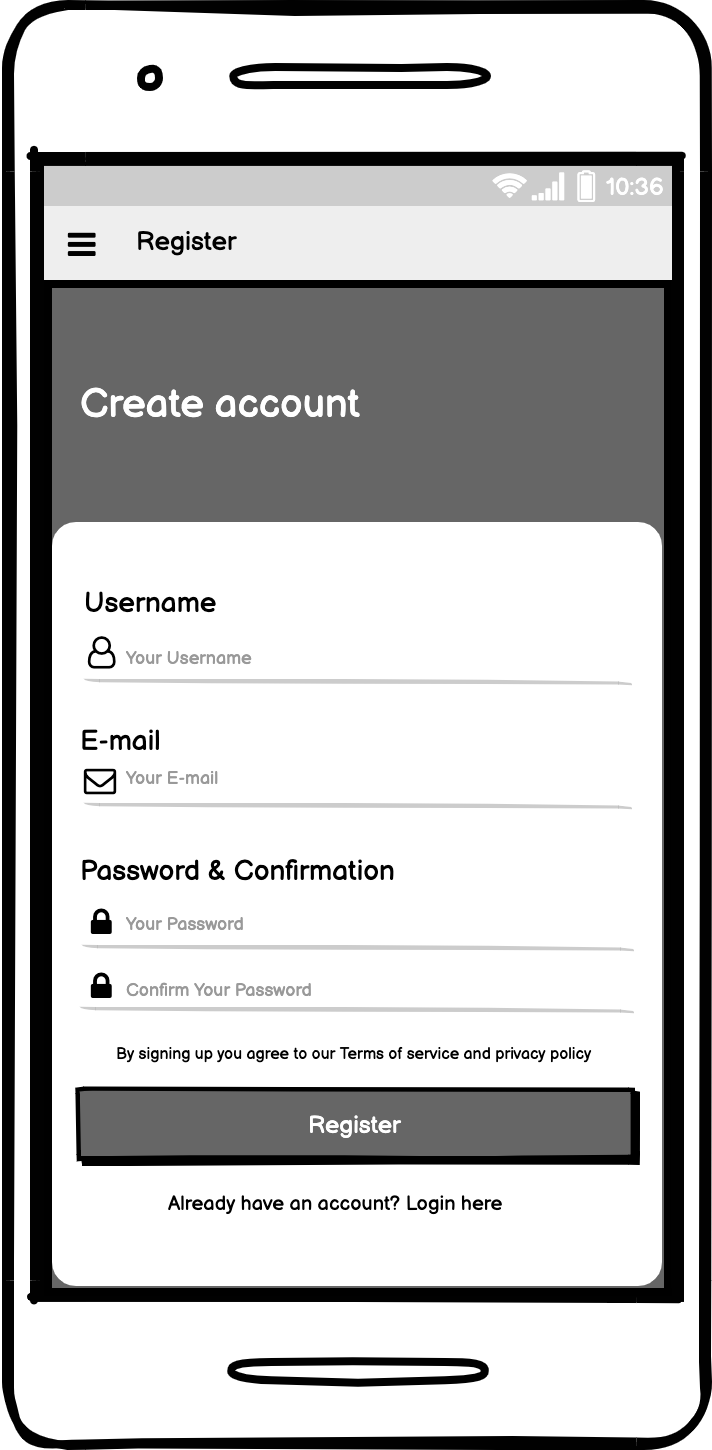 10:36
Register
Create account
Username
Your Username
E-mail
Your E-mail
Password & Confirmation
Your Password
Confirm Your Password
By signing up you agree to our Terms of service and privacy policy
Register
Already have an account? Login here